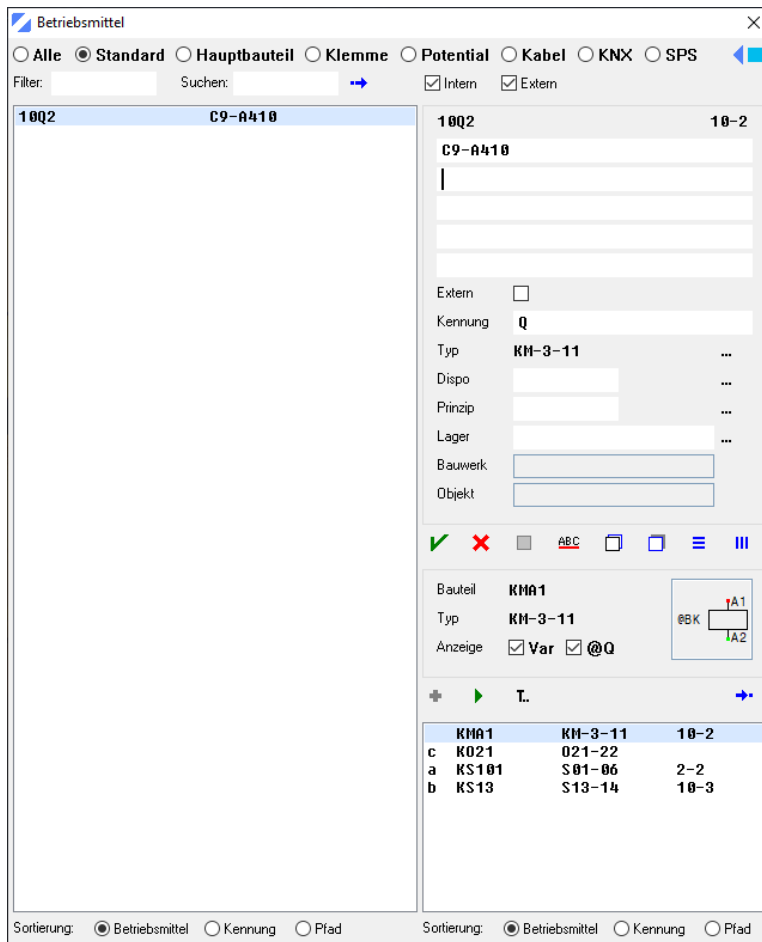 Betriebsmittel
Alle Standard Hauptbauteil Klemme Potential Kabel KNX SPS
Filter: Suchen: Intern Extern
10Q2 C9-A410
10Q2 10-2
C9-A410
Extern
Kennung Q
Typ KM-3-11 ...
Dispo ...
Prinzip ...
Lager ...
Bauwerk
Objekt
ABC
Bauteil KMA1
Typ KM-3-11
Anzeige Var @Q
@BK A1
A2
T..
KMA1 KM-3-11 10-2
c KO21 O21-22
a KS101 S01-06 2-2
b KS13 S13-14 10-3
Sortierung: Betriebsmittel Kennung Pfad
Sortierung: Betriebsmittel Kennung Pfad